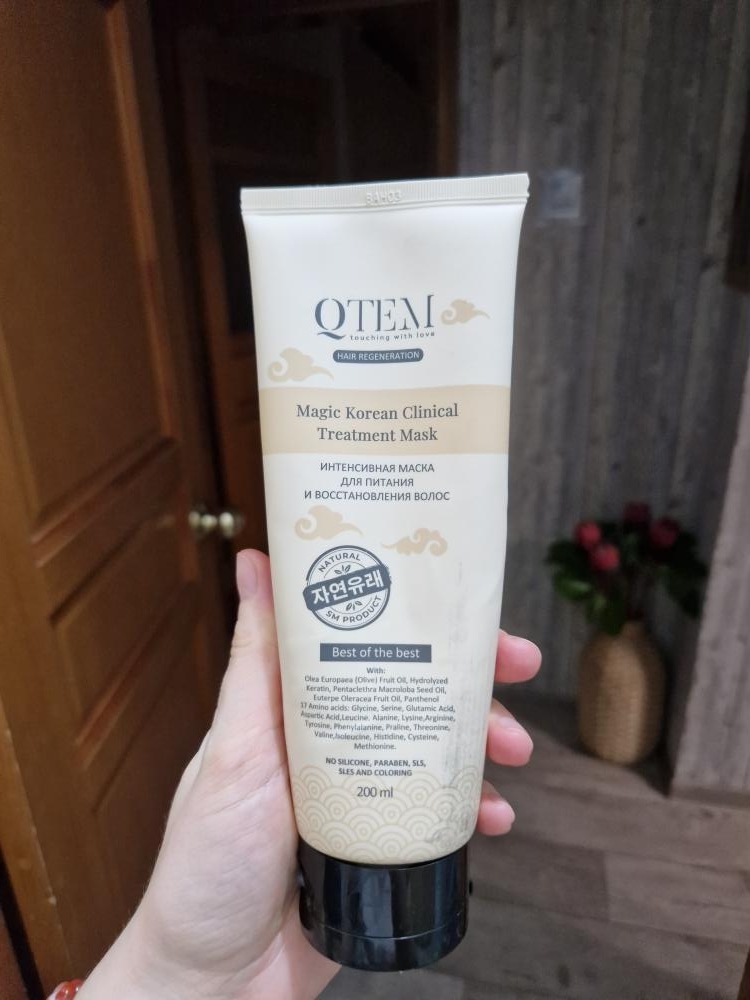 QTEM
touching with love
HAIR REGENERATION
Magic Korean Clinical
Treatment Mask
ИНТЕНСИВНАЯ МАСКА
ДЛЯ ПИТАНИЯ
И ВОССТАНОВЛЕНИЯ ВОЛОС
NATURAL
자연유래
SM PRODUCT
Best of the best
With:
Olea Europaea (Olive) Fruit Oil, Hydrolyzed
Keratin, Pentaclethra Macroloba Seed Oil,
Euterpe Oleracea Fruit Oil, Panthenol
17 Amino acids: Glycine, Serine, Glutamic Acid,
Aspartic Acid,Leucine. Alanine, Lysine,Arginine,
Tyrosine, Phenylalanine, Praline, Threonine,
Valine,Isoleucine, Histidine, Cysteine,
Methionine.
NO SILICONE, PARABEN, SLS,
SLES AND COLORING
200 ml